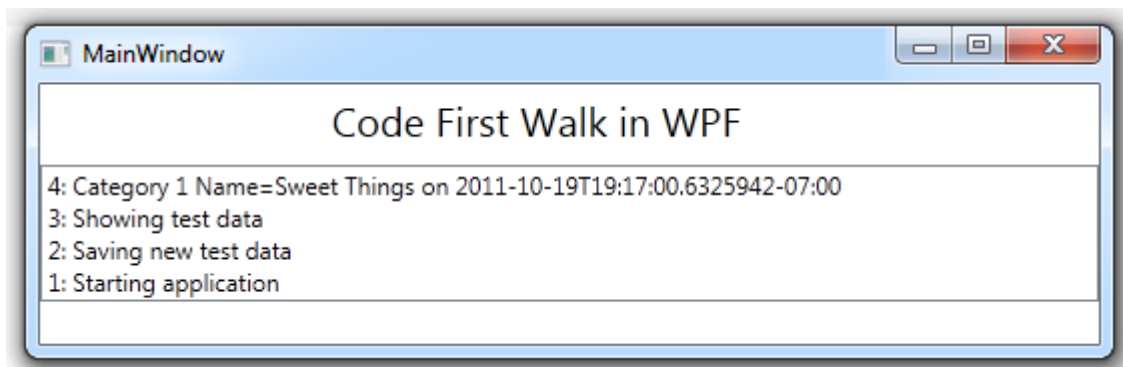 MainWindow
Code First Walk in WPF
4: Category 1 Name=Sweet Things on 2011-10-19T19:17:00.6325942-07:00
3: Showing test data
2: Saving new test data
1: Starting application